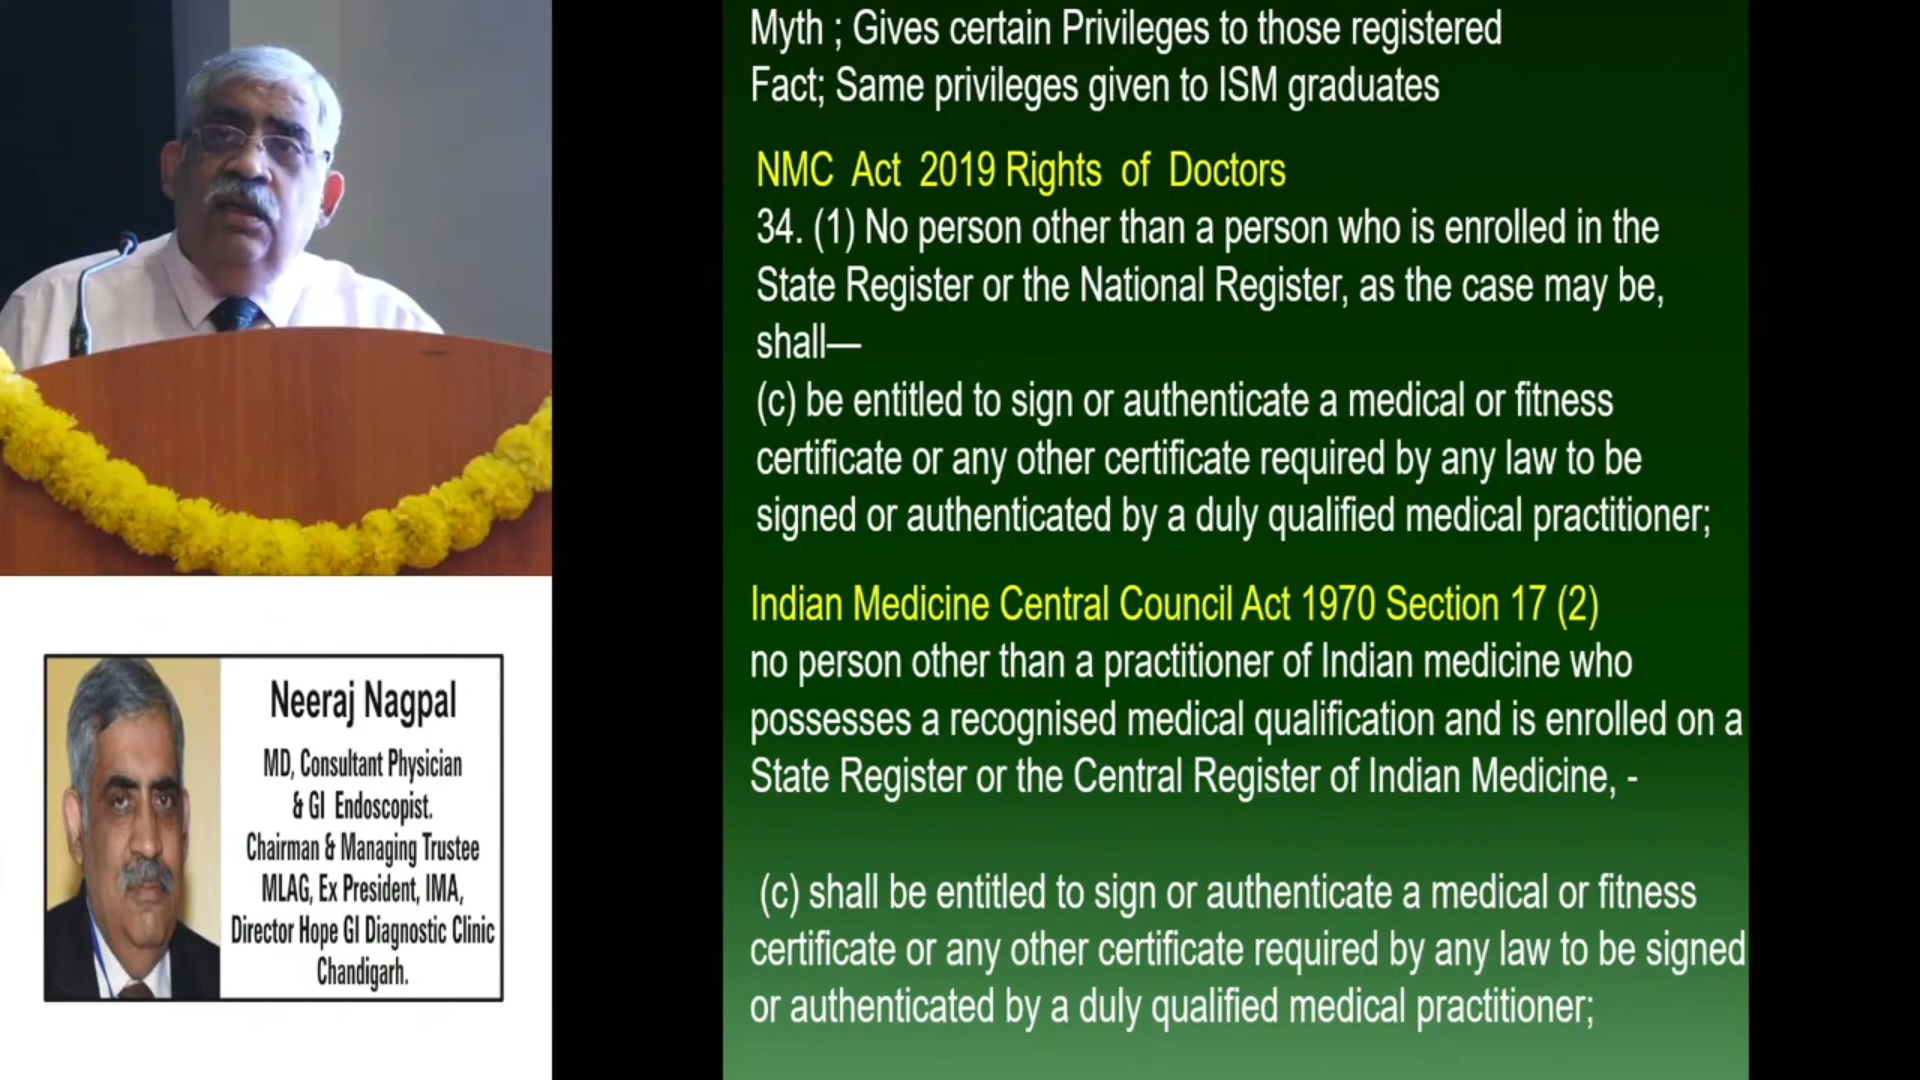 Myth ; Gives certain Privileges to those registered
Fact; Same privileges given to ISM graduates
NMC Act 2019 Rights of Doctors
34. (1) No person other than a person who is enrolled in the
State Register or the National Register, as the case may be,
shall—
(c) be entitled to sign or authenticate a medical or fitness
certificate or any other certificate required by any law to be
signed or authenticated by a duly qualified medical practitioner;
Indian Medicine Central Council Act 1970 Section 17 (2)
no person other than a practitioner of Indian medicine who
possesses a recognised medical qualification and is enrolled on a
State Register or the Central Register of Indian Medicine, -
(c) shall be entitled to sign or authenticate a medical or fitness
certificate or any other certificate required by any law to be signed
or authenticated by a duly qualified medical practitioner;
Neeraj Nagpal
MD, Consultant Physician
& GI Endoscopist.
Chairman & Managing Trustee
MLAG, Ex President, IMA,
Director Hope GI Diagnostic Clinic
Chandigarh.